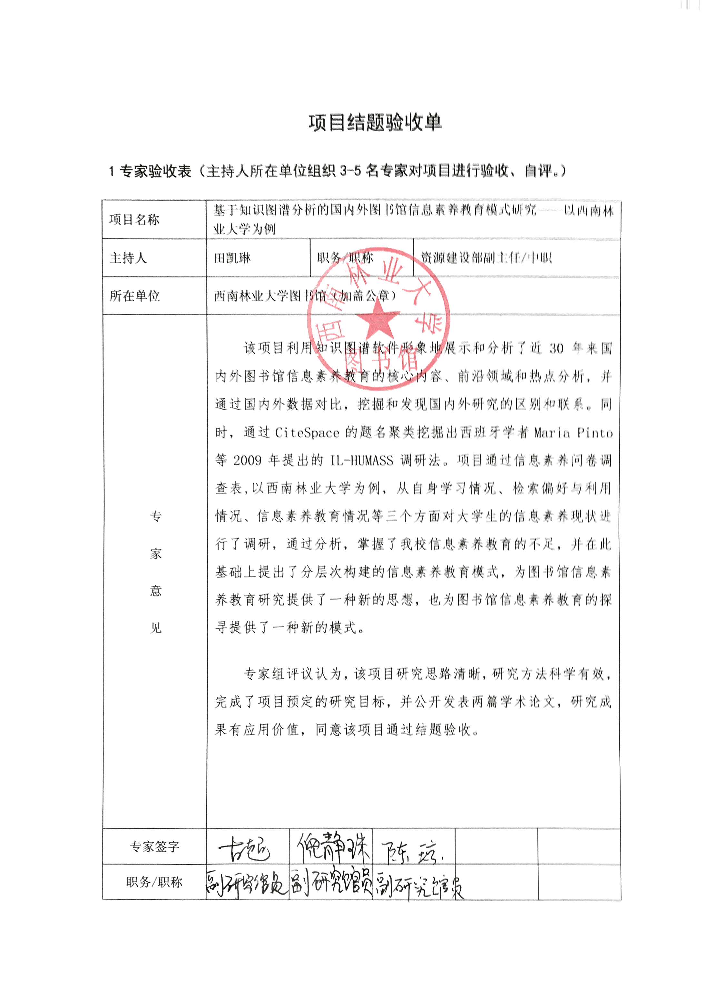 项目结题验收单
1 专家验收表（主持人所在单位组织 3-5 名专家对项目进行验收、自评。）
项目名称
基于知识图谱分析的国内外图书馆信息素养教育模式研究——以西南林
业大学为例
主持人
田凯琳
职务/职称
资源建设部副主任/中职
所在单位
西南林业大学图书馆（加盖公章）
西南林业大学
图书馆
专
家
意
见
该项目利用知识图谱软件形象地展示和分析了近 30 年来国
内外图书馆信息素养教育的核心内容、前沿领域和热点分析，并
通过国内外数据对比，挖掘和发现国内外研究的区别和联系。同
时，通过 CiteSpace 的题名聚类挖掘出西班牙学者 Maria Pinto
等 2009 年提出的 IL-HUMASS 调研法。项目通过信息素养问卷调
查表,以西南林业大学为例，从自身学习情况、检索偏好与利用
情况、信息素养教育情况等三个方面对大学生的信息素养现状进
行了调研，通过分析，掌握了我校信息素养教育的不足，并在此
基础上提出了分层次构建的信息素养教育模式，为图书馆信息素
养教育研究提供了一种新的思想，也为图书馆信息素养教育的探
寻提供了一种新的模式。
专家组评议认为,该项目研究思路清晰,研究方法科学有效,
完成了项目预定的研究目标，并公开发表两篇学术论文，研究成
果有应用价值，同意该项目通过结题验收。
专家签字
倪静珠
陈
职务/职称
副研究馆员
副研究馆员
副研究馆员